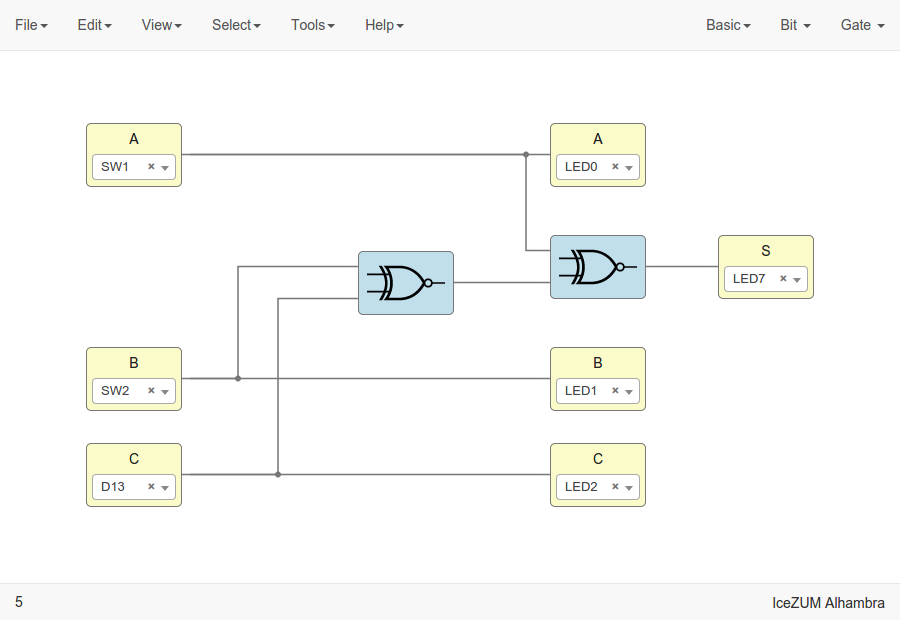 File Edit View Select Tools Help Basic Bit Gate
A
SW1 ×
A
LED0 ×
S
LED7 ×
B
SW2 ×
B
LED1 ×
C
D13 ×
C
LED2 ×
5
IceZUM Alhambra